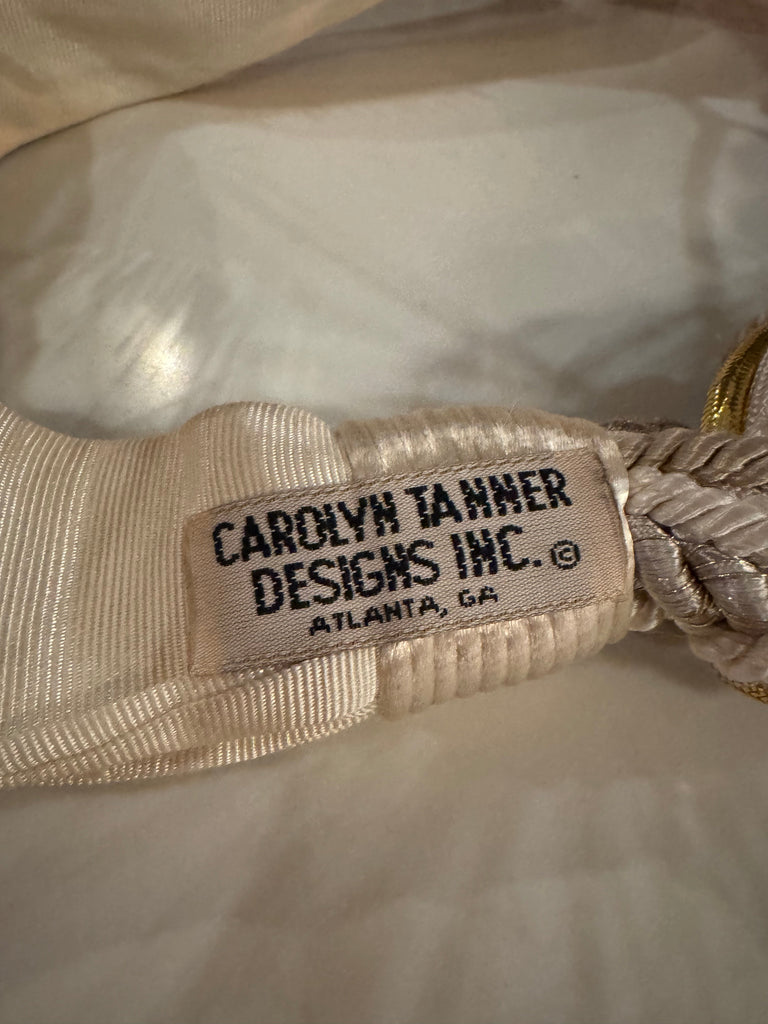 CAROLYN TANNER
DESIGNS INC. ©
ATLANTA, GA